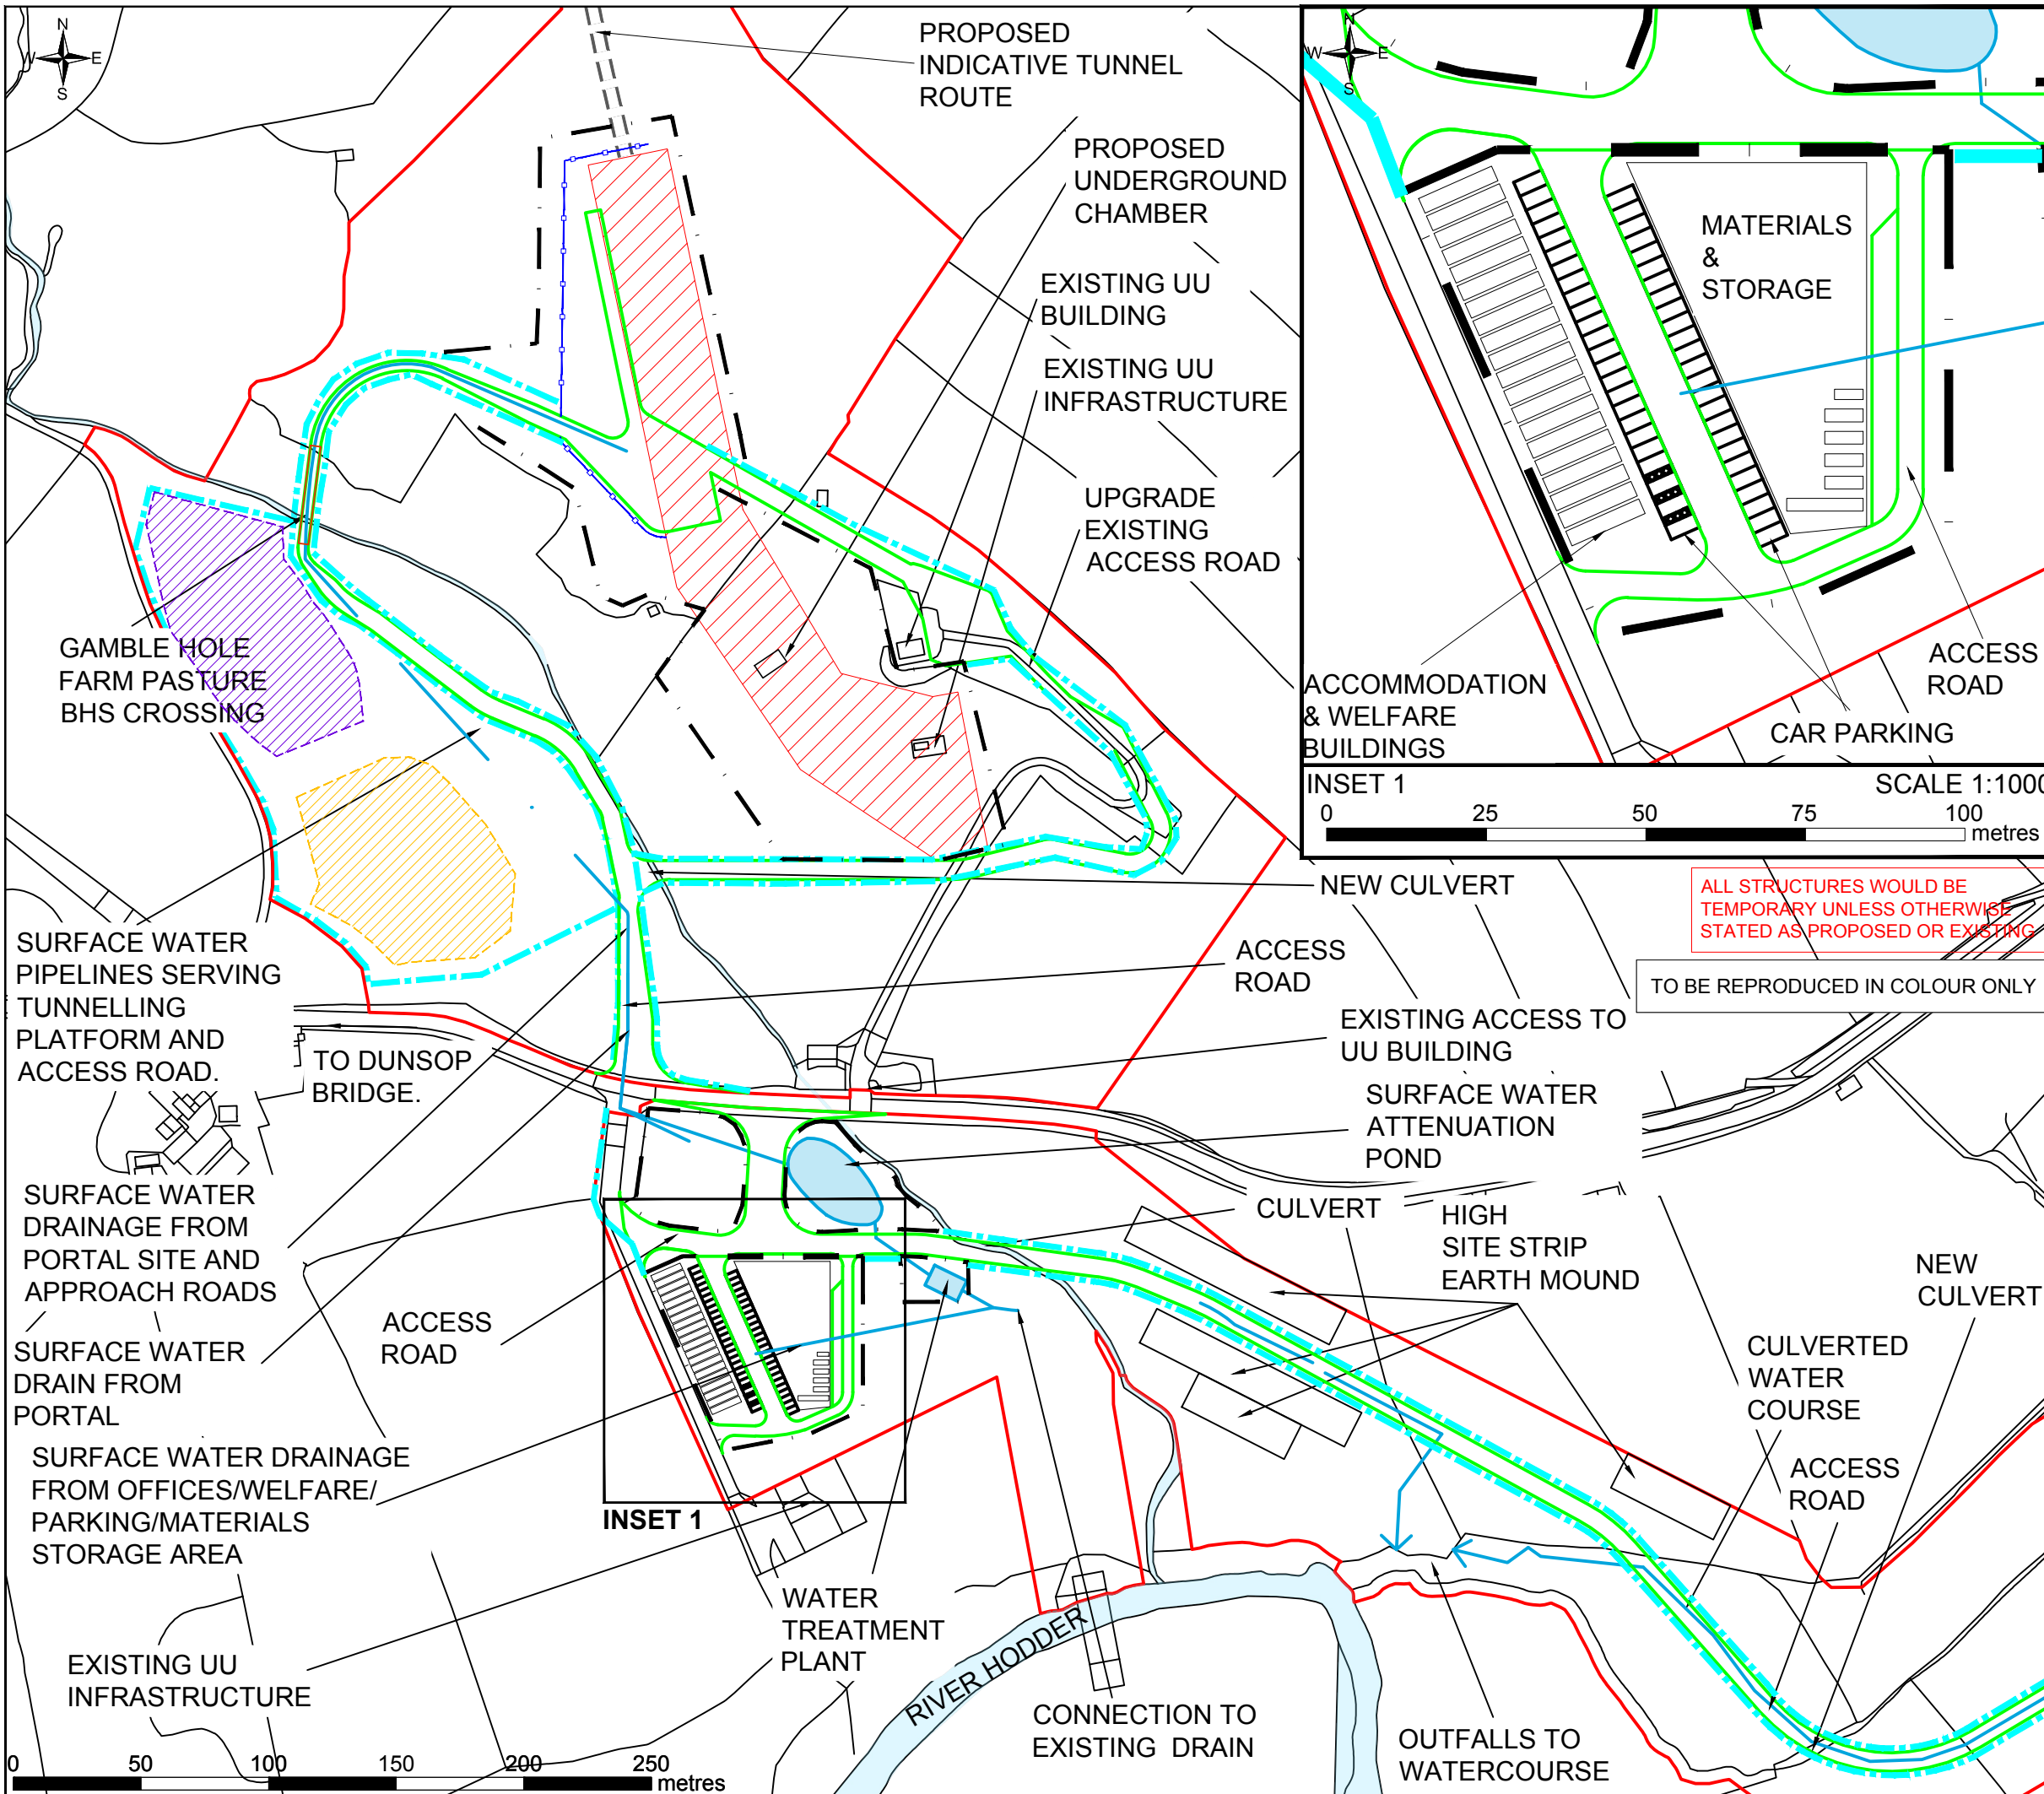 N
W
E
S
PROPOSED
INDICATIVE TUNNEL
ROUTE
PROPOSED
UNDERGROUND
CHAMBER
EXISTING UU
BUILDING
EXISTING UU
INFRASTRUCTURE
UPGRADE
EXISTING
ACCESS ROAD
N
W
E
S
MATERIALS
&
STORAGE
ACCOMMODATION
& WELFARE
BUILDINGS
CAR PARKING
ACCESS
ROAD
INSET 1
SCALE 1:1000
0 25 50 75 100
metres
ALL STRUCTURES WOULD BE
TEMPORARY UNLESS OTHERWISE
STATED AS PROPOSED OR EXISTING
TO BE REPRODUCED IN COLOUR ONLY
GAMBLE HOLE
FARM PASTURE
BHS CROSSING
SURFACE WATER
PIPELINES SERVING
TUNNELLING
PLATFORM AND
ACCESS ROAD.
TO DUNSOP
BRIDGE.
NEW CULVERT
ACCESS
ROAD
EXISTING ACCESS TO
UU BUILDING
SURFACE WATER
ATTENUATION
POND
CULVERT
HIGH
SITE STRIP
EARTH MOUND
NEW
CULVERT
CULVERTED
WATER
COURSE
ACCESS
ROAD
SURFACE WATER
DRAINAGE FROM
PORTAL SITE AND
APPROACH ROADS
ACCESS
ROAD
SURFACE WATER
DRAIN FROM
PORTAL
SURFACE WATER DRAINAGE
FROM OFFICES/WELFARE/
PARKING/MATERIALS
STORAGE AREA
INSET 1
EXISTING UU
INFRASTRUCTURE
WATER
TREATMENT
PLANT
RIVER HODDER
CONNECTION TO
EXISTING DRAIN
OUTFALLS TO
WATERCOURSE
0 50 100 150 200 250
metres